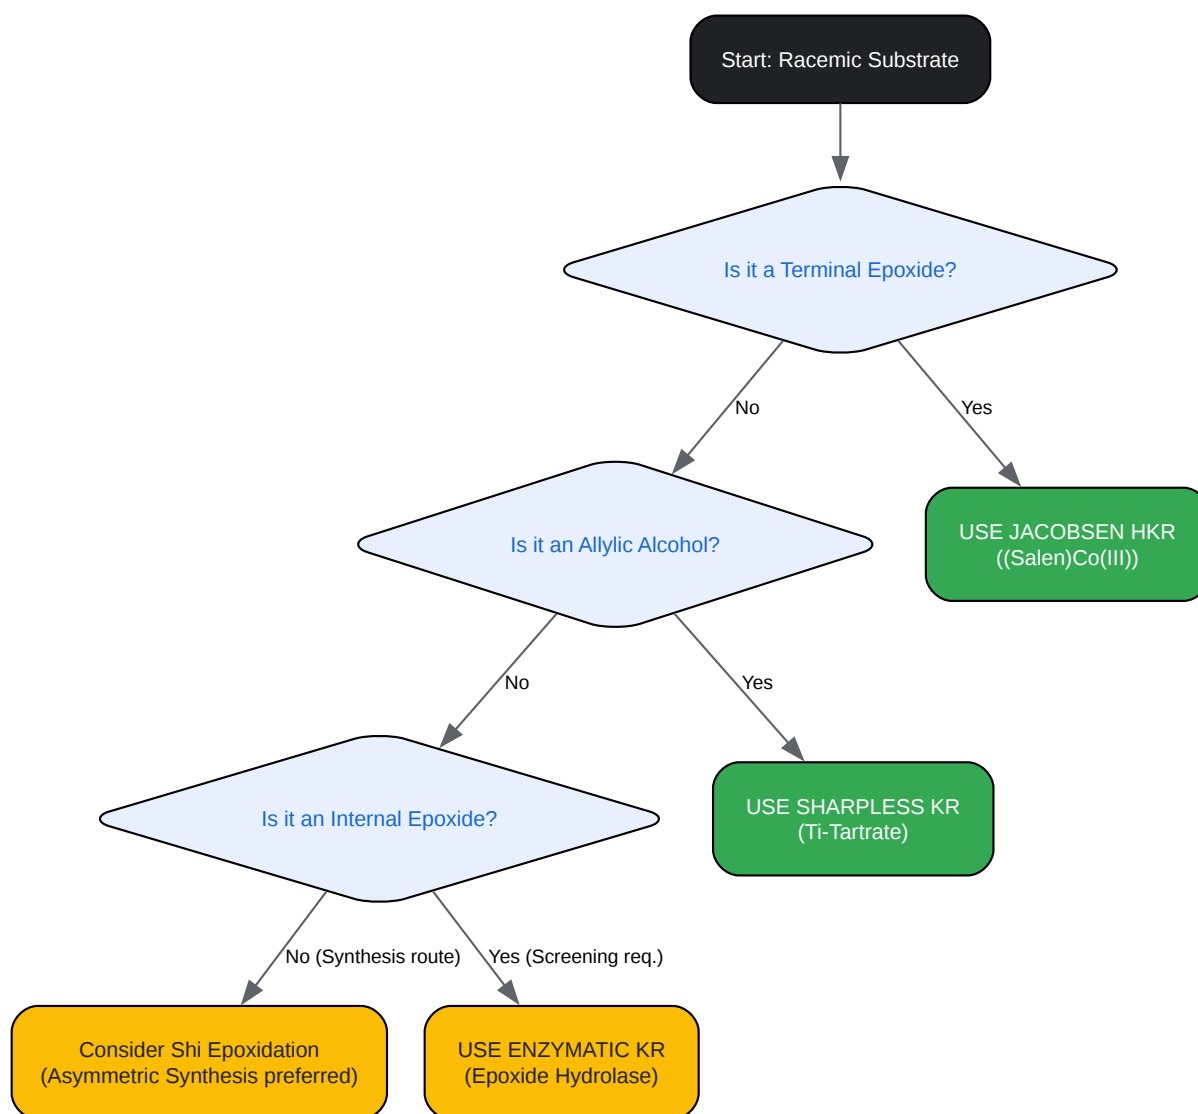 Start: Racemic Substrate
Is it a Terminal Epoxide?
No
Yes
Is it an Allylic Alcohol?
USE JACOBSEN HKR
((Salen)Co(III))
No
Yes
Is it an Internal Epoxide?
USE SHARPLESS KR
(Ti-Tartrate)
No (Synthesis route)
Yes (Screening req.)
Consider Shi Epoxidation
(Asymmetric Synthesis preferred)
USE ENZYMATIC KR
(Epoxide Hydrolase)